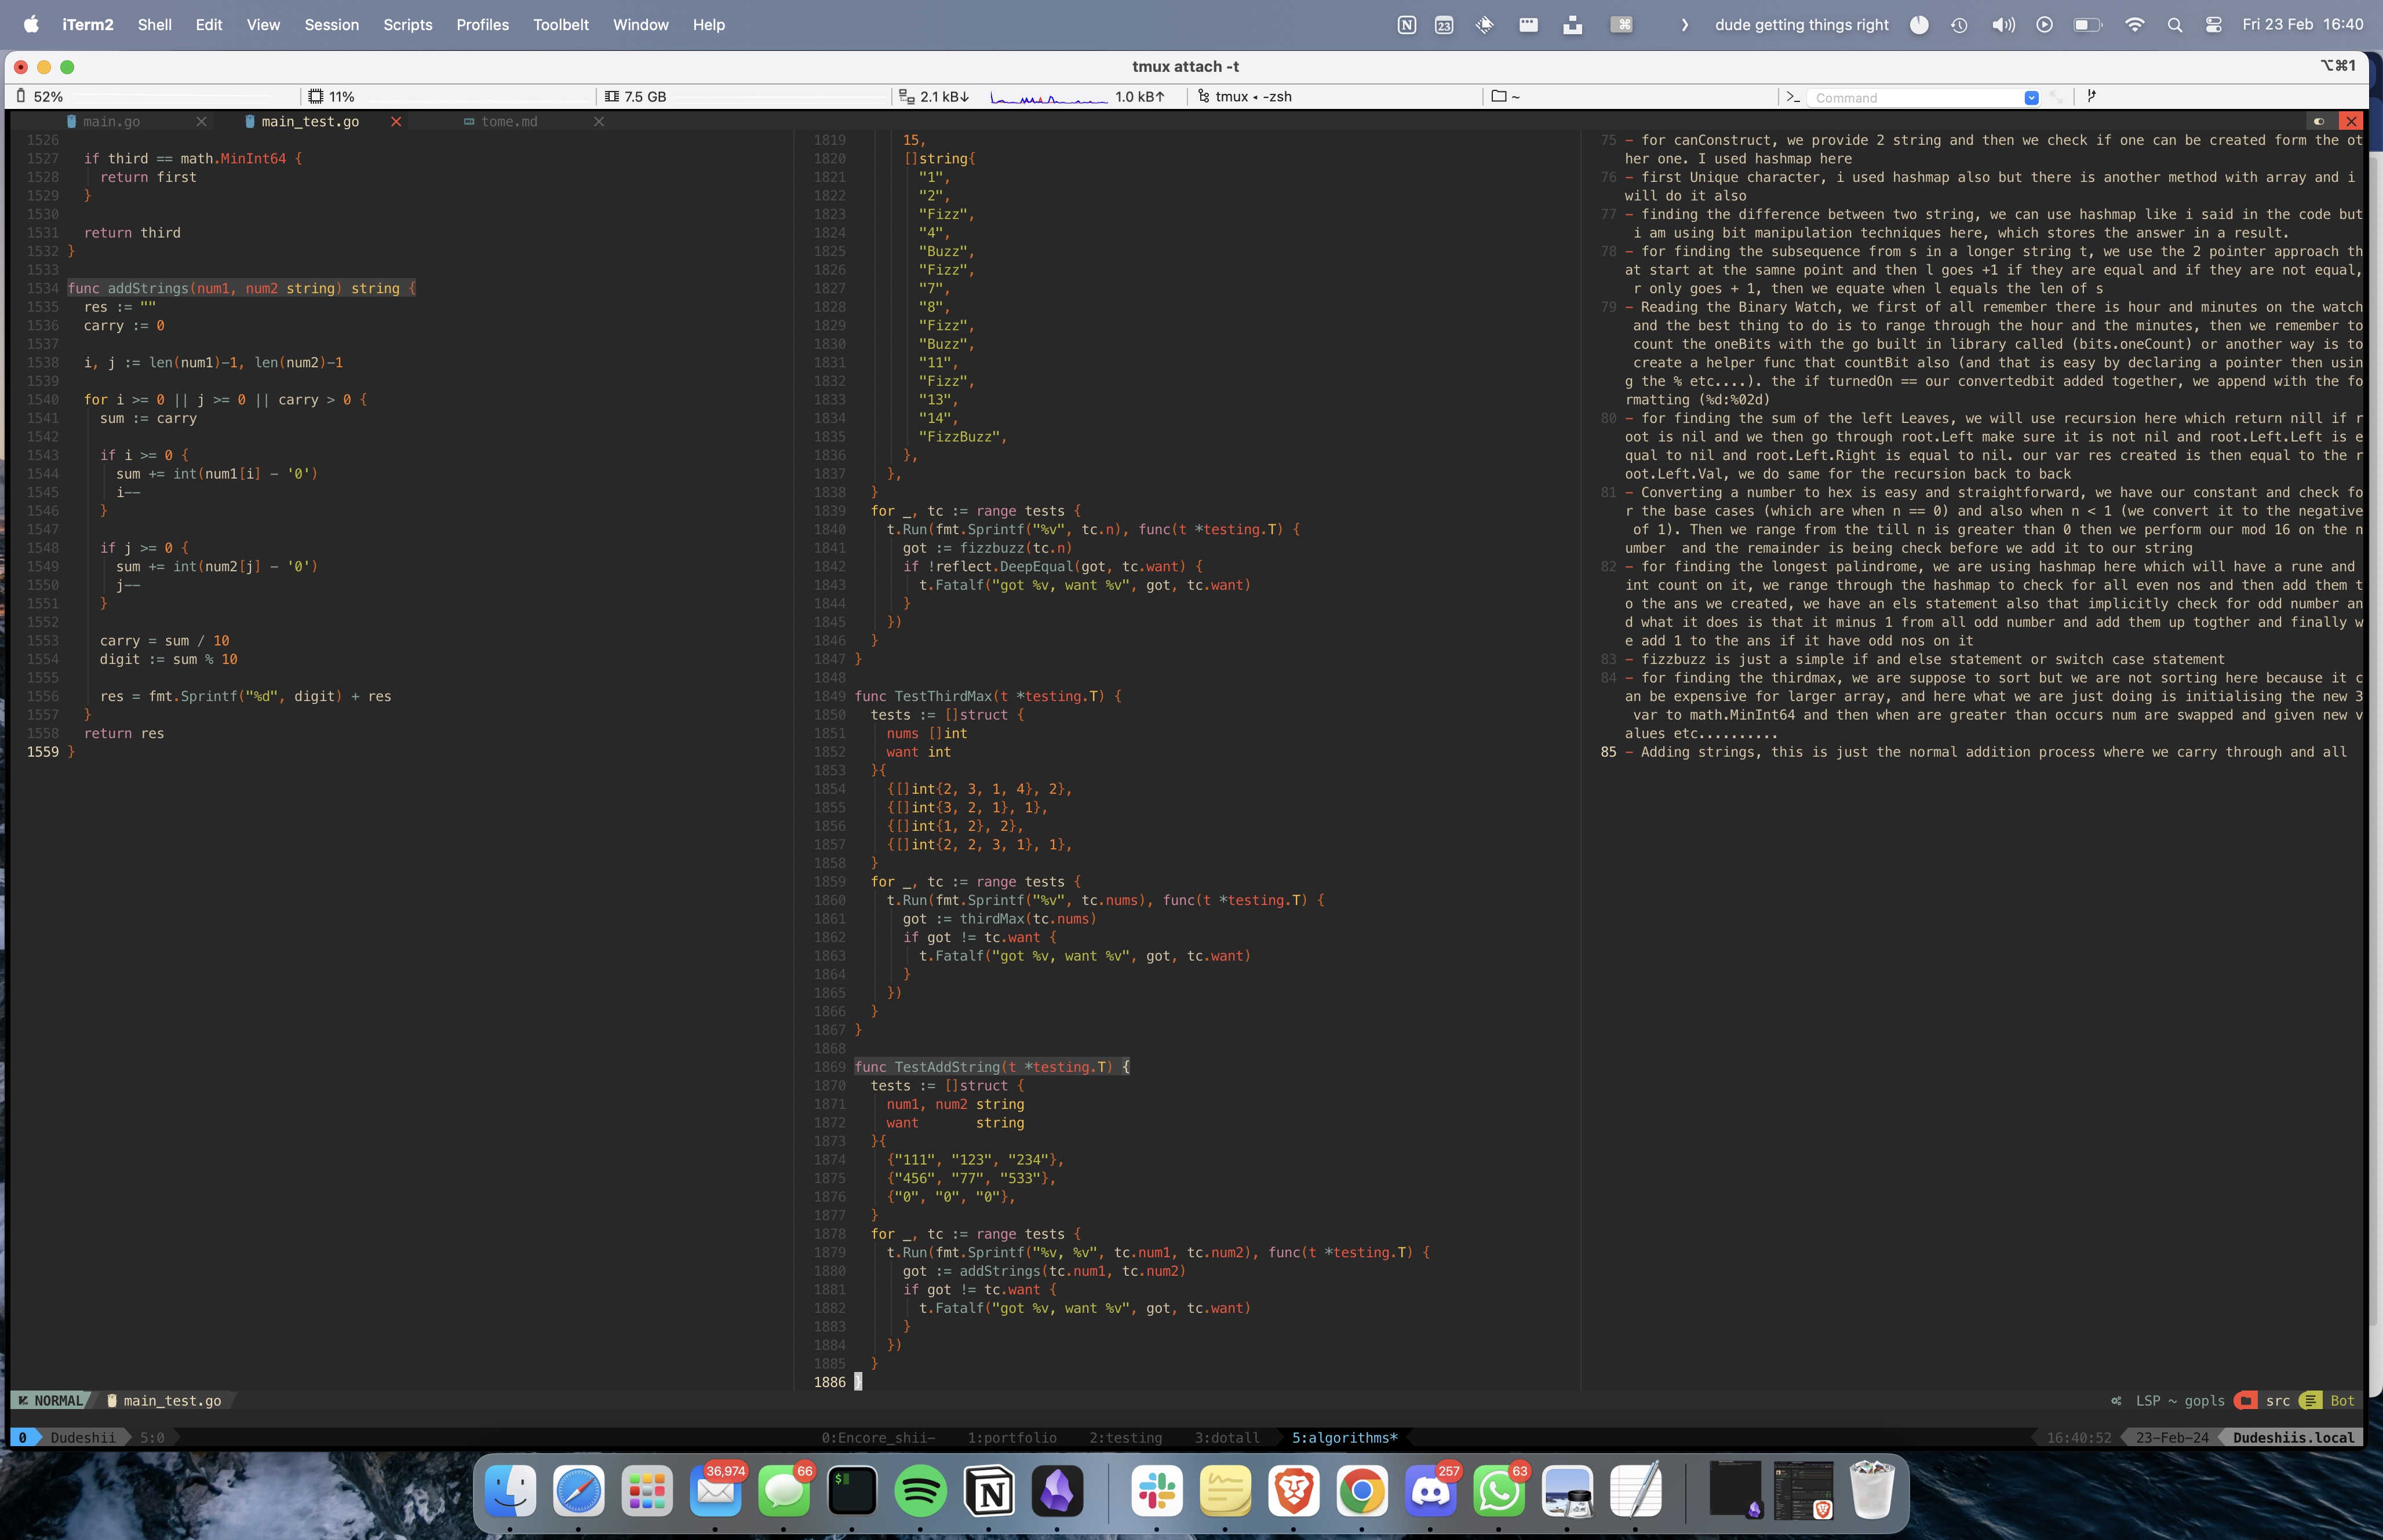 iTerm2 Shell Edit View Session Scripts Profiles Toolbelt Window Help
23 dude getting things right Fri 23 Feb 16:40
tmux attach -t
⌥⌘1
52%
11%
7.5 GB
2.1 kB↓ 1.0 kB↑
tmux ◂ -zsh
~
Command
main.go
main_test.go
tome.md
1526
1527 if third == math.MinInt64 {
1528 return first
1529 }
1530
1531 return third
1532 }
1533
1534 func addStrings(num1, num2 string) string {
1535 res := ""
1536 carry := 0
1537
1538 i, j := len(num1)-1, len(num2)-1
1539
1540 for i >= 0 || j >= 0 || carry > 0 {
1541 sum := carry
1542
1543 if i >= 0 {
1544 sum += int(num1[i] - '0')
1545 i--
1546 }
1547
1548 if j >= 0 {
1549 sum += int(num2[j] - '0')
1550 j--
1551 }
1552
1553 carry = sum / 10
1554 digit := sum % 10
1555
1556 res = fmt.Sprintf("%d", digit) + res
1557 }
1558 return res
1559 }
1819 15,
1820 []string{
1821 "1",
1822 "2",
1823 "Fizz",
1824 "4",
1825 "Buzz",
1826 "Fizz",
1827 "7",
1828 "8",
1829 "Fizz",
1830 "Buzz",
1831 "11",
1832 "Fizz",
1833 "13",
1834 "14",
1835 "FizzBuzz",
1836 },
1837 },
1838 }
1839 for _, tc := range tests {
1840 t.Run(fmt.Sprintf("%v", tc.n), func(t *testing.T) {
1841 got := fizzbuzz(tc.n)
1842 if !reflect.DeepEqual(got, tc.want) {
1843 t.Fatalf("got %v, want %v", got, tc.want)
1844 }
1845 })
1846 }
1847 }
1848
1849 func TestThirdMax(t *testing.T) {
1850 tests := []struct {
1851 nums []int
1852 want int
1853 }{
1854 {[]int{2, 3, 1, 4}, 2},
1855 {[]int{3, 2, 1}, 1},
1856 {[]int{1, 2}, 2},
1857 {[]int{2, 2, 3, 1}, 1},
1858 }
1859 for _, tc := range tests {
1860 t.Run(fmt.Sprintf("%v", tc.nums), func(t *testing.T) {
1861 got := thirdMax(tc.nums)
1862 if got != tc.want {
1863 t.Fatalf("got %v, want %v", got, tc.want)
1864 }
1865 })
1866 }
1867 }
1868
1869 func TestAddString(t *testing.T) {
1870 tests := []struct {
1871 num1, num2 string
1872 want string
1873 }{
1874 {"111", "123", "234"},
1875 {"456", "77", "533"},
1876 {"0", "0", "0"},
1877 }
1878 for _, tc := range tests {
1879 t.Run(fmt.Sprintf("%v, %v", tc.num1, tc.num2), func(t *testing.T) {
1880 got := addStrings(tc.num1, tc.num2)
1881 if got != tc.want {
1882 t.Fatalf("got %v, want %v", got, tc.want)
1883 }
1884 })
1885 }
1886 }
75 - for canConstruct, we provide 2 string and then we check if one can be created form the ot
her one. I used hashmap here
76 - first Unique character, i used hashmap also but there is another method with array and i
will do it also
77 - finding the difference between two string, we can use hashmap like i said in the code but
i am using bit manipulation techniques here, which stores the answer in a result.
78 - for finding the subsequence from s in a longer string t, we use the 2 pointer approach th
at start at the samne point and then l goes +1 if they are equal and if they are not equal,
r only goes + 1, then we equate when l equals the len of s
79 - Reading the Binary Watch, we first of all remember there is hour and minutes on the watch
and the best thing to do is to range through the hour and the minutes, then we remember to
count the oneBits with the go built in library called (bits.oneCount) or another way is to
create a helper func that countBit also (and that is easy by declaring a pointer then usin
g the % etc....). the if turnedOn == our convertedbit added together, we append with the fo
rmatting (%d:%02d)
80 - for finding the sum of the left Leaves, we will use recursion here which return nill if r
oot is nil and we then go through root.Left make sure it is not nil and root.Left.Left is e
qual to nil and root.Left.Right is equal to nil. our var res created is then equal to the r
oot.Left.Val, we do same for the recursion back to back
81 - Converting a number to hex is easy and straightforward, we have our constant and check fo
r the base cases (which are when n == 0) and also when n < 1 (we convert it to the negative
of 1). Then we range from the till n is greater than 0 then we perform our mod 16 on the n
umber  and the remainder is being check before we add it to our string
82 - for finding the longest palindrome, we are using hashmap here which will have a rune and
int count on it, we range through the hashmap to check for all even nos and then add them t
o the ans we created, we have an els statement also that implicitly check for odd number an
d what it does is that it minus 1 from all odd number and add them up togther and finally w
e add 1 to the ans if it have odd nos on it
83 - fizzbuzz is just a simple if and else statement or switch case statement
84 - for finding the thirdmax, we are suppose to sort but we are not sorting here because it c
an be expensive for larger array, and here what we are just doing is initialising the new 3
var to math.MinInt64 and then when are greater than occurs num are swapped and given new v
alues etc..........
85 - Adding strings, this is just the normal addition process where we carry through and all
NORMAL main_test.go
LSP ~ gopls src Bot
0 Dudeshii 5:0
0:Encore_shii- 1:portfolio 2:testing 3:dotall 5:algorithms*
16:40:52 23-Feb-24 Dudeshiis.local
36,974 66 257 63